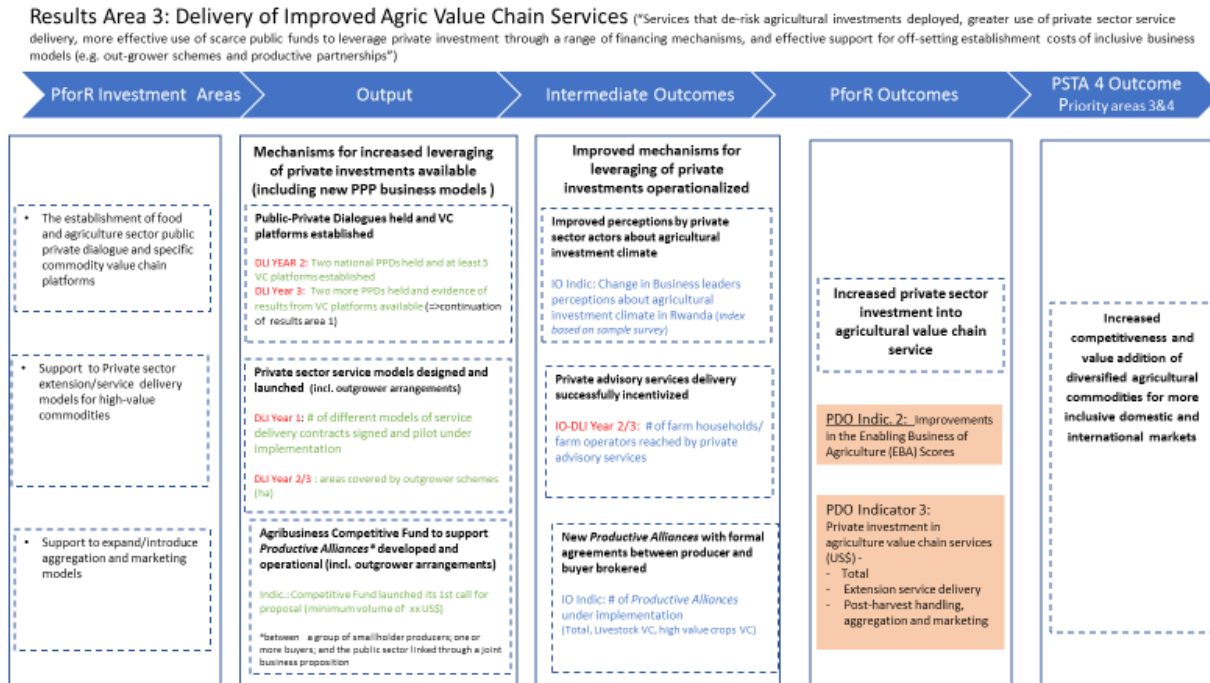 Results Area 3: Delivery of Improved Agric Value Chain Services ("Services that de-risk agricultural investments deployed, greater use of private sector service
delivery, more effective use of scarce public funds to leverage private investment through a range of financing mechanisms, and effective support for off-setting establishment costs of inclusive business
models (e.g. out-grower schemes and productive partnerships")
PforR Investment Areas
Output
Intermediate Outcomes
PforR Outcomes
PSTA 4 Outcome
Priority areas 3&4
• The establishment of food
and agriculture sector public
private dialogue and specific
commodity value chain
platforms
• Support to Private sector
extension/service delivery
models for high-value
commodities
• Support to expand/introduce
aggregation and marketing
models
Mechanisms for increased leveraging
of private investments available
(including new PPP business models )
Public-Private Dialogues held and VC
platforms established
DLI YEAR 2: Two national PPDs held and at least 5
VC platforms established
DLI Year 3: Two more PPDs held and evidence of
results from VC platforms available (=>continuation
of results area 1)
Private sector service models designed and
launched (incl. outgrower arrangements)
DLI Year 1: # of different models of service
delivery contracts signed and pilot under
implementation
DLI Year 2/3 : areas covered by outgrower schemes
(ha)
Agribusiness Competitive Fund to support
Productive Alliances* developed and
operational (incl. outgrower arrangements)
Indic.: Competitive Fund launched its 1st call for
proposal (minimum volume of xx US$)
*between a group of smallholder producers; one or
more buyers; and the public sector linked through a joint
business proposition
Improved mechanisms for
leveraging of private
investments operationalized
Improved perceptions by private
sector actors about agricultural
investment climate
IO Indic: Change in Business leaders
perceptions about agricultural
investment climate in Rwanda (index
based on sample survey)
Private advisory services delivery
successfully incentivized
IO-DLI Year 2/3: # of farm households/
farm operators reached by private
advisory services
New Productive Alliances with formal
agreements between producer and
buyer brokered
IO Indic: # of Productive Alliances
under implementation
(Total, Livestock VC, high value crops VC)
Increased private sector
investment into
agricultural value chain
service
PDO Indic. 2: Improvements
in the Enabling Business of
Agriculture (EBA) Scores
PDO Indicator 3:
Private investment in
agriculture value chain services
(US$) -
- Total
- Extension service delivery
- Post-harvest handling,
aggregation and marketing
Increased
competitiveness and
value addition of
diversified agricultural
commodities for more
inclusive domestic and
international markets